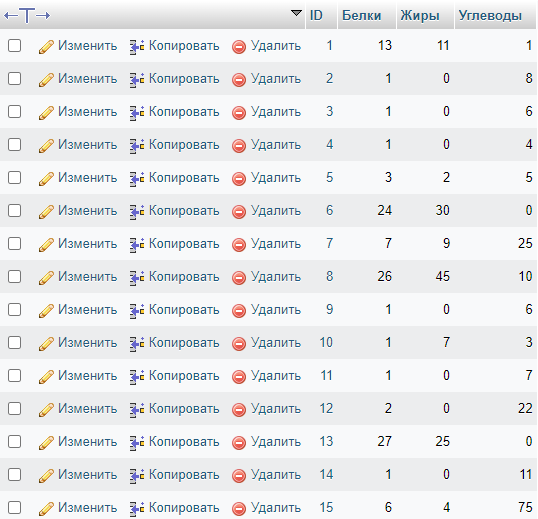 ID Белки Жиры Углеводы
Изменить Копировать Удалить 1 13 11 1
Изменить Копировать Удалить 2 1 0 8
Изменить Копировать Удалить 3 1 0 6
Изменить Копировать Удалить 4 1 0 4
Изменить Копировать Удалить 5 3 2 5
Изменить Копировать Удалить 6 24 30 0
Изменить Копировать Удалить 7 7 9 25
Изменить Копировать Удалить 8 26 45 10
Изменить Копировать Удалить 9 1 0 6
Изменить Копировать Удалить 10 1 7 3
Изменить Копировать Удалить 11 1 0 7
Изменить Копировать Удалить 12 2 0 22
Изменить Копировать Удалить 13 27 25 0
Изменить Копировать Удалить 14 1 0 11
Изменить Копировать Удалить 15 6 4 75